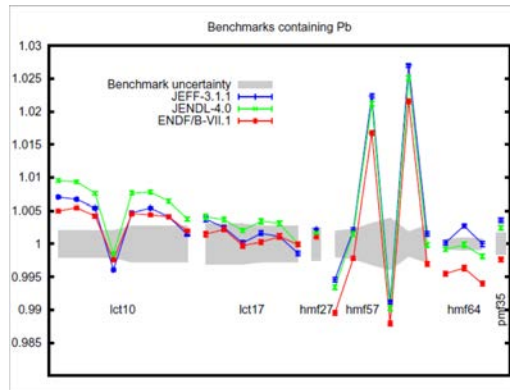 Benchmarks containing Pb
1.03
1.025
1.02
1.015
1.01
1.005
1
0.995
0.99
0.985
Benchmark uncertainty
JEFF-3.1.1
JENDL-4.0
ENDF/B-VII.1
lct10
lct17
hmf27
hmf57
hmf64
pmf35